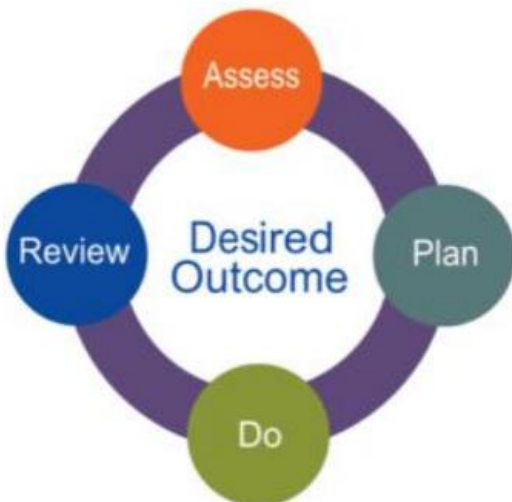 Assess
Review
Desired
Outcome
Plan
Do